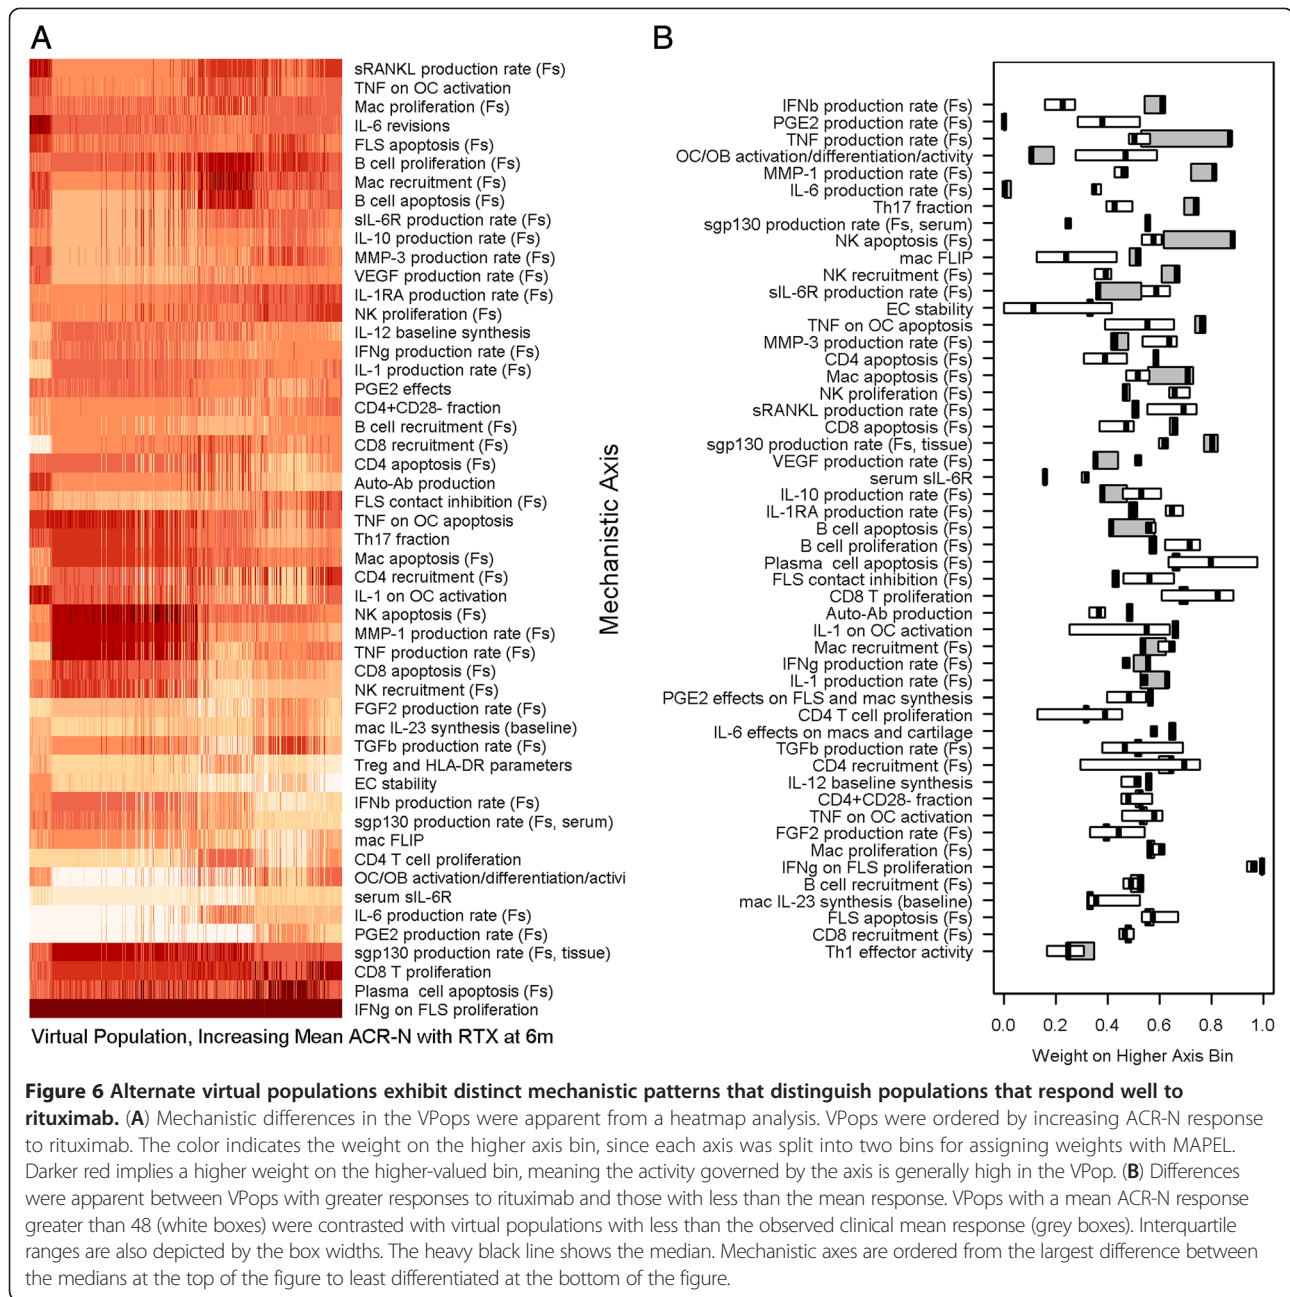 A
sRANKL production rate (Fs)
TNF on OC activation
Mac proliferation (Fs)
IL-6 revisions
FLS apoptosis (Fs)
B cell proliferation (Fs)
Mac recruitment (Fs)
B cell apoptosis (Fs)
sIL-6R production rate (Fs)
IL-10 production rate (Fs)
MMP-3 production rate (Fs)
VEGF production rate (Fs)
IL-1RA production rate (Fs)
NK proliferation (Fs)
IL-12 baseline synthesis
IFNg production rate (Fs)
IL-1 production rate (Fs)
PGE2 effects
CD4+CD28- fraction
B cell recruitment (Fs)
CD8 recruitment (Fs)
CD4 apoptosis (Fs)
Auto-Ab production
FLS contact inhibition (Fs)
TNF on OC apoptosis
Th17 fraction
Mac apoptosis (Fs)
CD4 recruitment (Fs)
IL-1 on OC activation
NK apoptosis (Fs)
MMP-1 production rate (Fs)
TNF production rate (Fs)
CD8 apoptosis (Fs)
NK recruitment (Fs)
FGF2 production rate (Fs)
mac IL-23 synthesis (baseline)
TGFb production rate (Fs)
Treg and HLA-DR parameters
EC stability
IFNb production rate (Fs)
sgp130 production rate (Fs, serum)
mac FLIP
CD4 T cell proliferation
OC/OB activation/differentiation/activi
serum sIL-6R
IL-6 production rate (Fs)
PGE2 production rate (Fs)
sgp130 production rate (Fs, tissue)
CD8 T proliferation
Plasma cell apoptosis (Fs)
IFNg on FLS proliferation
Virtual Population, Increasing Mean ACR-N with RTX at 6m
B
Mechanistic Axis
IFNb production rate (Fs)
PGE2 production rate (Fs)
TNF production rate (Fs)
OC/OB activation/differentiation/activity
MMP-1 production rate (Fs)
IL-6 production rate (Fs)
Th17 fraction
sgp130 production rate (Fs, serum)
NK apoptosis (Fs)
mac FLIP
NK recruitment (Fs)
sIL-6R production rate (Fs)
EC stability
TNF on OC apoptosis
MMP-3 production rate (Fs)
CD4 apoptosis (Fs)
Mac apoptosis (Fs)
NK proliferation (Fs)
sRANKL production rate (Fs)
CD8 apoptosis (Fs)
sgp130 production rate (Fs, tissue)
VEGF production rate (Fs)
serum sIL-6R
IL-10 production rate (Fs)
IL-1RA production rate (Fs)
B cell apoptosis (Fs)
B cell proliferation (Fs)
Plasma cell apoptosis (Fs)
FLS contact inhibition (Fs)
CD8 T proliferation
Auto-Ab production
IL-1 on OC activation
Mac recruitment (Fs)
IFNg production rate (Fs)
IL-1 production rate (Fs)
PGE2 effects on FLS and mac synthesis
CD4 T cell proliferation
IL-6 effects on macs and cartilage
TGFb production rate (Fs)
CD4 recruitment (Fs)
IL-12 baseline synthesis
CD4+CD28- fraction
TNF on OC activation
FGF2 production rate (Fs)
Mac proliferation (Fs)
IFNg on FLS proliferation
B cell recruitment (Fs)
mac IL-23 synthesis (baseline)
FLS apoptosis (Fs)
CD8 recruitment (Fs)
Th1 effector activity
0.0 0.2 0.4 0.6 0.8 1.0
Weight on Higher Axis Bin
Figure 6 Alternate virtual populations exhibit distinct mechanistic patterns that distinguish populations that respond well to
rituximab. (A) Mechanistic differences in the VPops were apparent from a heatmap analysis. VPops were ordered by increasing ACR-N response
to rituximab. The color indicates the weight on the higher axis bin, since each axis was split into two bins for assigning weights with MAPEL.
Darker red implies a higher weight on the higher-valued bin, meaning the activity governed by the axis is generally high in the VPop. (B) Differences
were apparent between VPops with greater responses to rituximab and those with less than the mean response. VPops with a mean ACR-N response
greater than 48 (white boxes) were contrasted with virtual populations with less than the observed clinical mean response (grey boxes). Interquartile
ranges are also depicted by the box widths. The heavy black line shows the median. Mechanistic axes are ordered from the largest difference between
the medians at the top of the figure to least differentiated at the bottom of the figure.